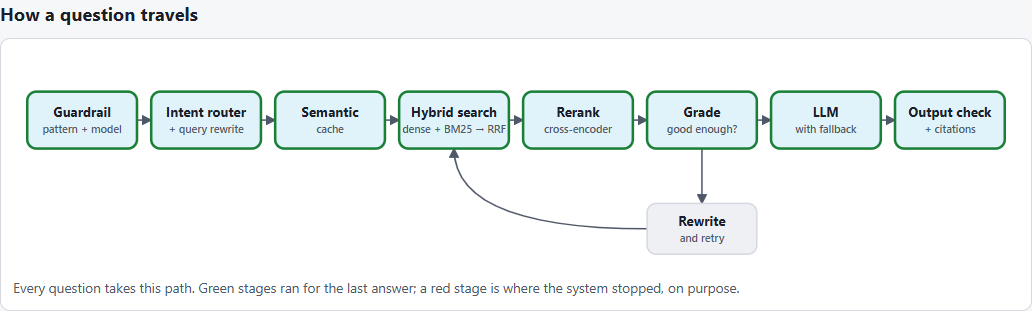 How a question travels
Guardrail
pattern + model
Intent router
+ query rewrite
Semantic
cache
Hybrid search
dense + BM25 → RRF
Rerank
cross-encoder
Grade
good enough?
LLM
with fallback
Output check
+ citations
Rewrite
and retry
Every question takes this path. Green stages ran for the last answer; a red stage is where the system stopped, on purpose.